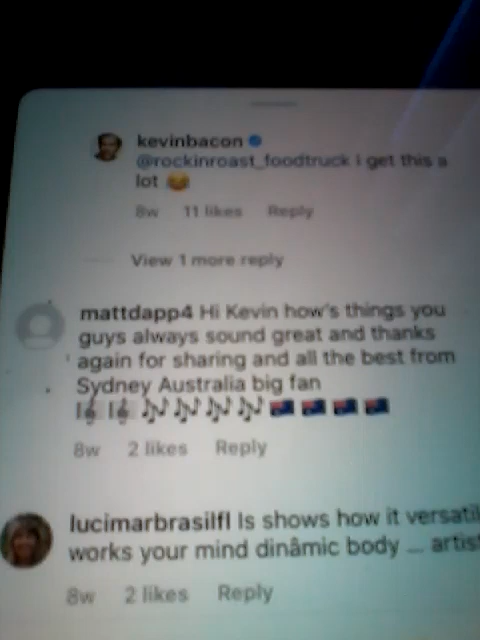 kevinbacon
@rockinroast_foodtruck i get this a
lot 😂
8w 11 likes Reply
View 1 more reply
mattdapp4 Hi Kevin how's things you
guys always sound great and thanks
again for sharing and all the best from
Sydney Australia big fan
🎼🎼🎶🎶🎶🎶🇦🇺🇦🇺🇦🇺🇦🇺
8w 2 likes Reply
lucimarbrasilfl Is shows how it versatil
works your mind dinâmic body ... artis
8w 2 likes Reply